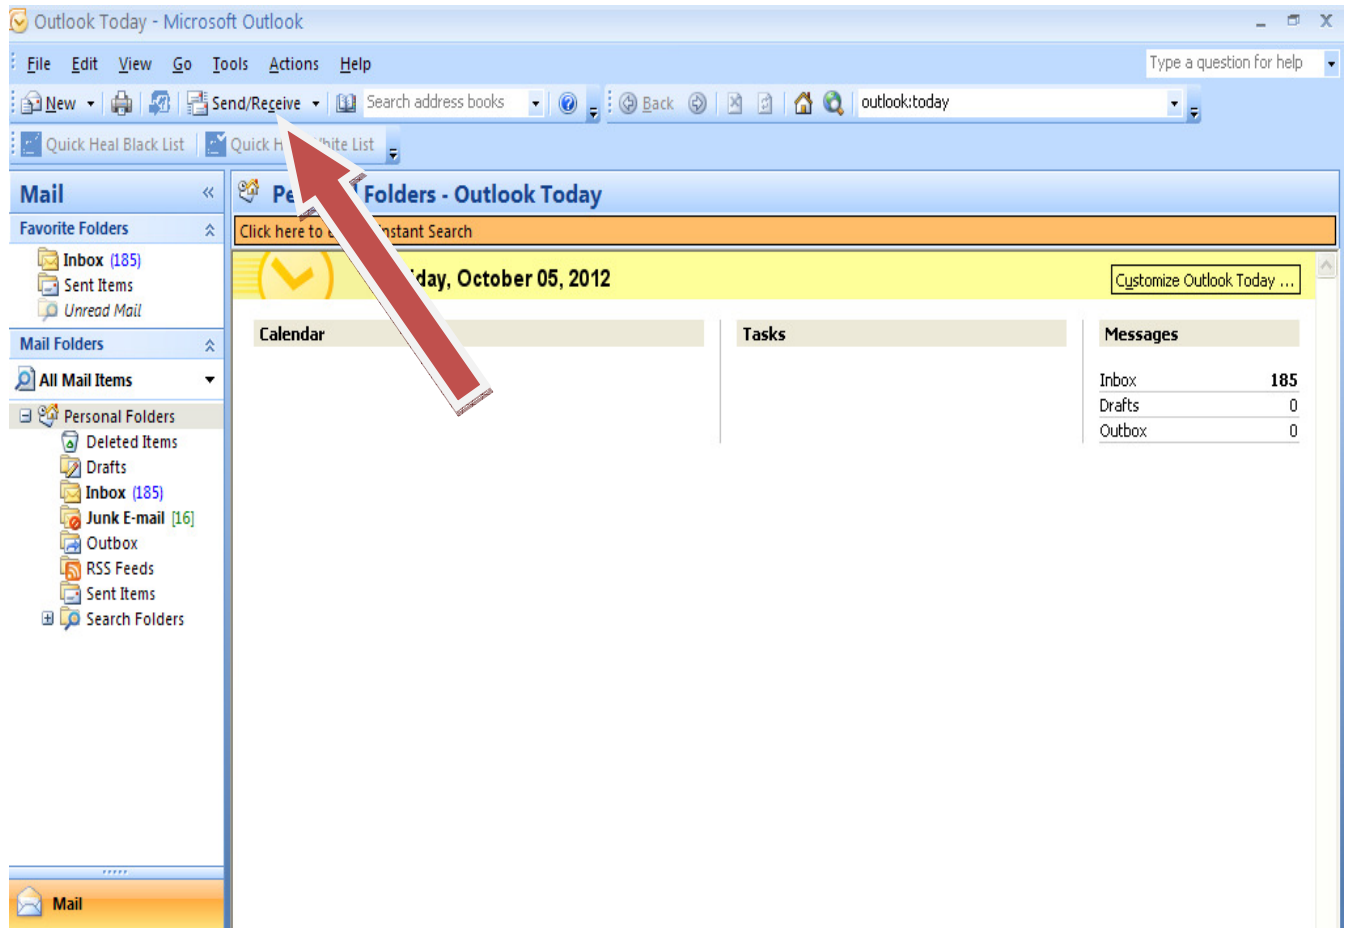 Outlook Today - Microsoft Outlook
File Edit View Go Tools Actions Help Type a question for help
New Send/Receive Search address books Back outlook:today
Quick Heal Black List Quick White List
Mail «
Personal Folders - Outlook Today
Favorite Folders
Click here to Instant Search
Inbox (185)
Sent Items
Unread Mail
October 05, 2012
Customize Outlook Today ...
Mail Folders
All Mail Items
Calendar Tasks Messages
Inbox 185
Drafts 0
Outbox 0
Personal Folders
Deleted Items
Drafts
Inbox (185)
Junk E-mail [16]
Outbox
RSS Feeds
Sent Items
Search Folders
Mail